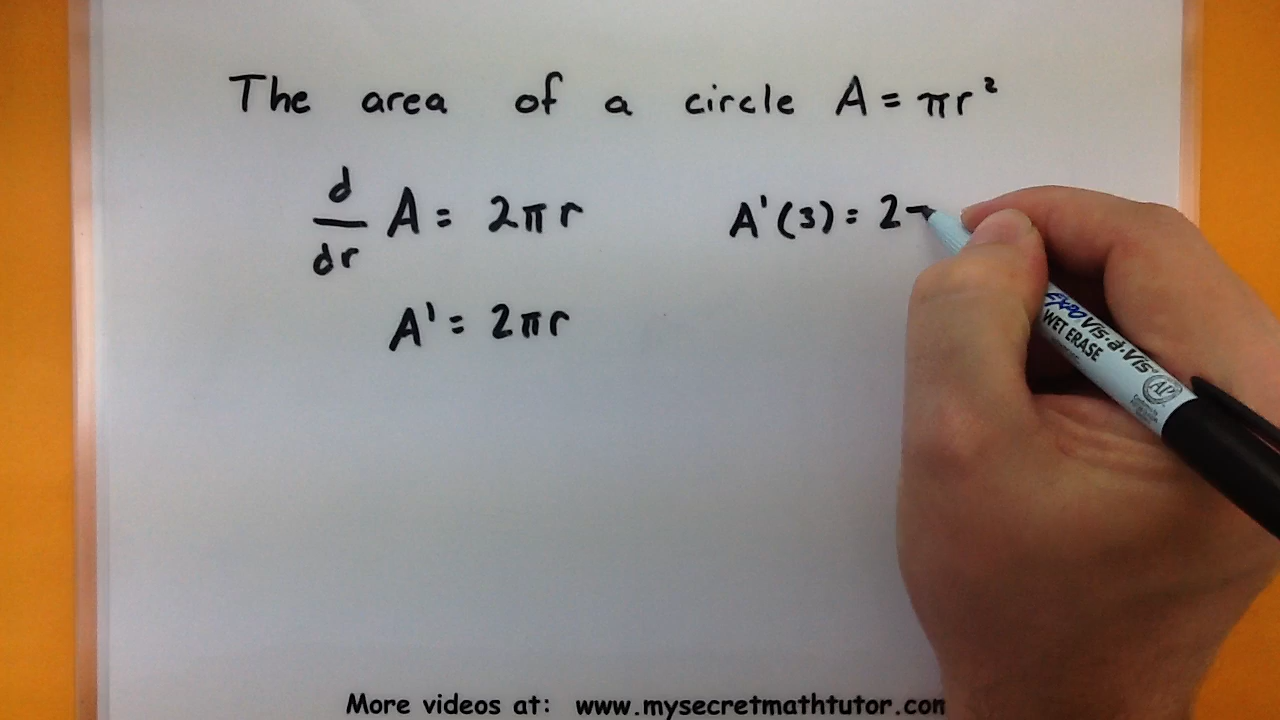 The area of a circle A = πr²
d/dr A = 2πr
A'(3) = 2
A' = 2πr
EXPO Vis·à·Vis
WET ERASE
AP
More videos at: www.mysecretmathtutor.com